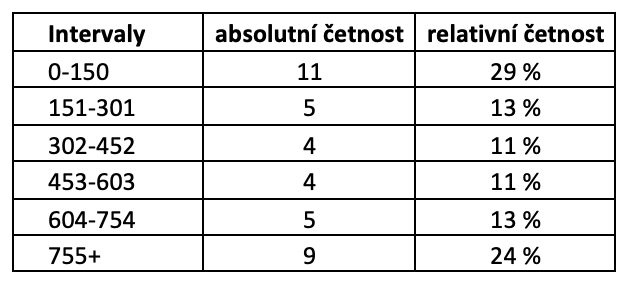 Intervaly absolutní četnost relativní četnost
0-150 11 29 %
151-301 5 13 %
302-452 4 11 %
453-603 4 11 %
604-754 5 13 %
755+ 9 24 %